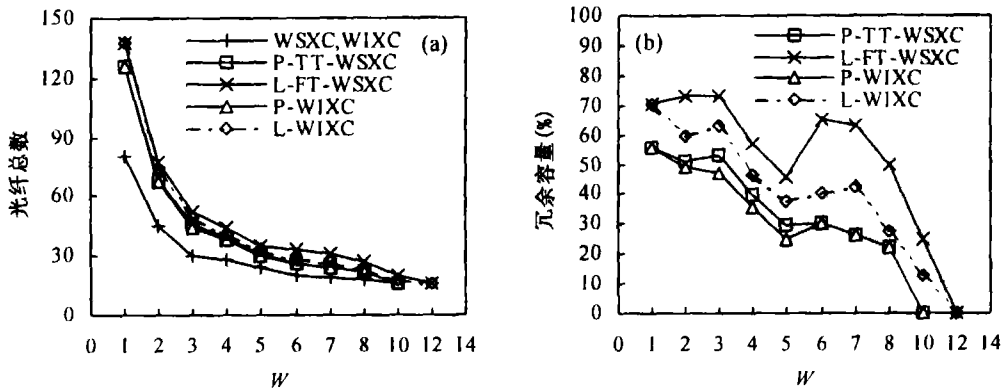 光纤总数
150
120
90
60
30
0
WSXC,WIXC
P-TT-WSXC
L-FT-WSXC
P-WIXC
L-WIXC
(a)
0 1 2 3 4 5 6 7 8 10 12 14
W
冗余容量(%)
100
90
80
70
60
50
40
30
20
10
0
(b)
P-TT-WSXC
L-FT-WSXC
P-WIXC
L-WIXC
0 1 2 3 4 5 6 7 8 10 12 14
W